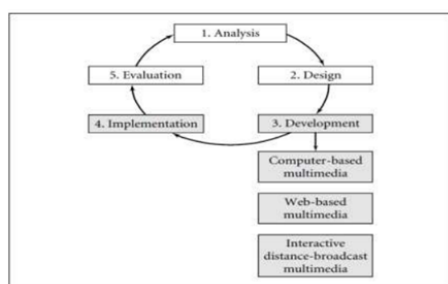 1. Analysis
5. Evaluation
2. Design
4. Implementation
3. Development
Computer-based
multimedia
Web-based
multimedia
Interactive
distance-broadcast
multimedia